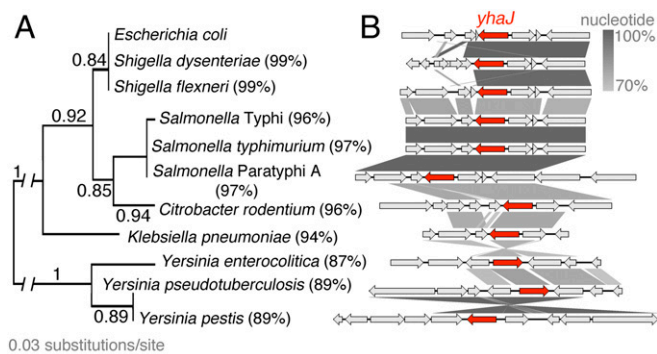 A
B
yhaJ
nucleotide
100%
70%
Escherichia coli
0.84
Shigella dysenteriae (99%)
Shigella flexneri (99%)
0.92
Salmonella Typhi (96%)
Salmonella typhimurium (97%)
1
Salmonella Paratyphi A
(97%)
0.85
0.94
Citrobacter rodentium (96%)
Klebsiella pneumoniae (94%)
Yersinia enterocolitica (87%)
1
Yersinia pseudotuberculosis (89%)
0.89
Yersinia pestis (89%)
0.03 substitutions/site